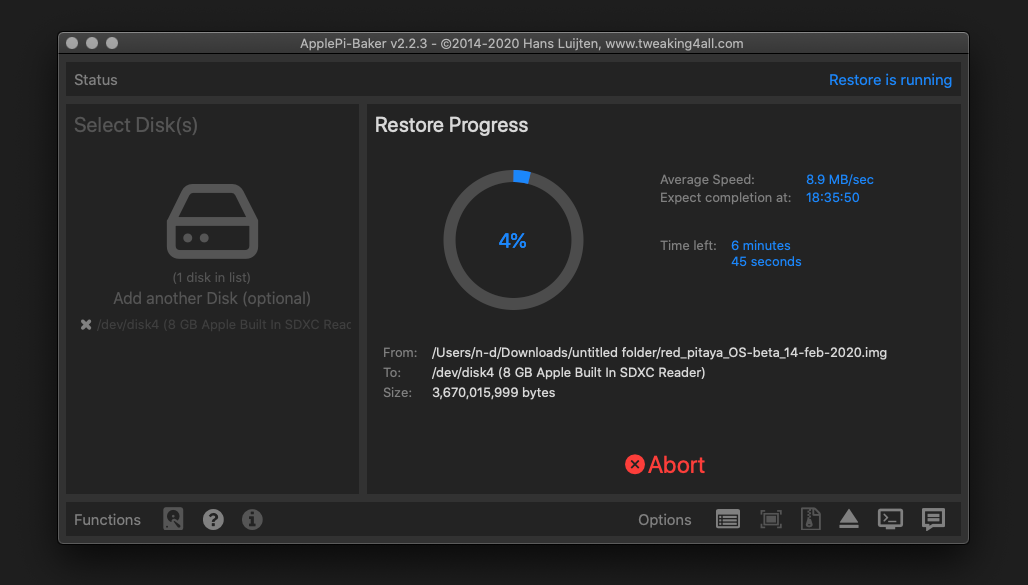 ApplePi-Baker v2.2.3 - ©2014-2020 Hans Luijten, www.tweaking4all.com
Status
Restore is running
Select Disk(s)
(1 disk in list)
Add another Disk (optional)
/dev/disk4 (8 GB Apple Built In SDXC Reac
Restore Progress
4%
Average Speed: 8.9 MB/sec
Expect completion at: 18:35:50
Time left: 6 minutes
45 seconds
From: /Users/n-d/Downloads/untitled folder/red_pitaya_OS-beta_14-feb-2020.img
To: /dev/disk4 (8 GB Apple Built In SDXC Reader)
Size: 3,670,015,999 bytes
Abort
Functions
Options